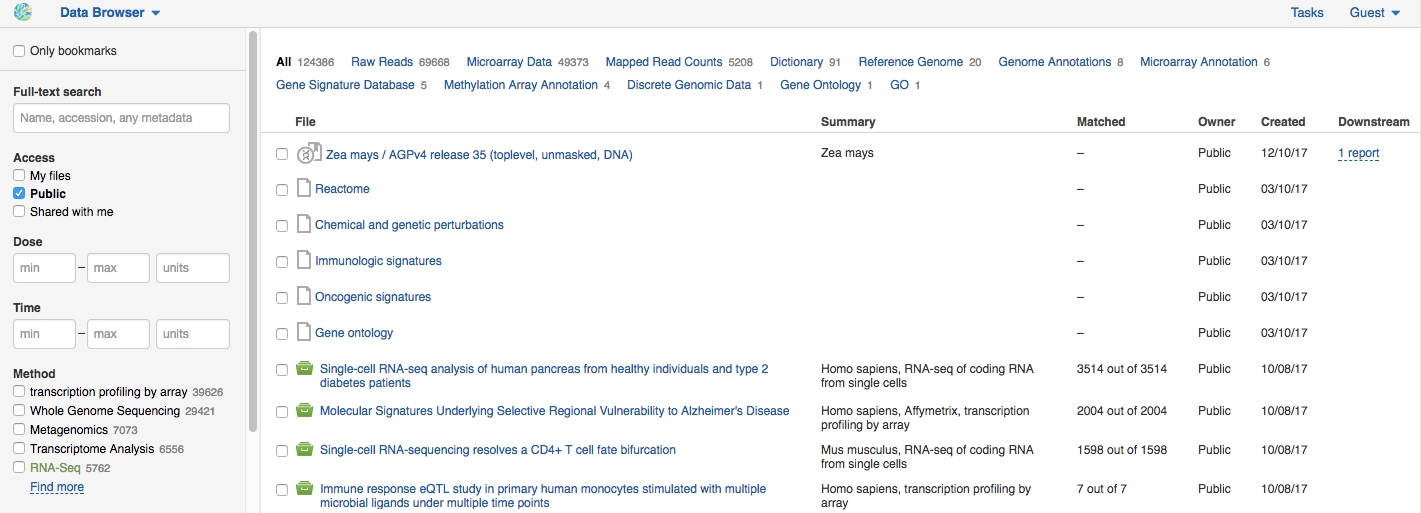 Data Browser
Tasks Guest
Only bookmarks
Full-text search
Name, accession, any metadata
Access
My files
Public
Shared with me
Dose
min – max units
Time
min – max units
Method
transcription profiling by array 39626
Whole Genome Sequencing 29421
Metagenomics 7073
Transcriptome Analysis 6556
RNA-Seq 5762
Find more
All 124386 Raw Reads 69668 Microarray Data 49373 Mapped Read Counts 5208 Dictionary 91 Reference Genome 20 Genome Annotations 8 Microarray Annotation 6
Gene Signature Database 5 Methylation Array Annotation 4 Discrete Genomic Data 1 Gene Ontology 1 GO 1
File Summary Matched Owner Created Downstream
Zea mays / AGPv4 release 35 (toplevel, unmasked, DNA) Zea mays – Public 12/10/17 1 report
Reactome – Public 03/10/17
Chemical and genetic perturbations – Public 03/10/17
Immunologic signatures – Public 03/10/17
Oncogenic signatures – Public 03/10/17
Gene ontology – Public 03/10/17
Single-cell RNA-seq analysis of human pancreas from healthy individuals and type 2 Homo sapiens, RNA-seq of coding RNA 3514 out of 3514 Public 10/08/17
diabetes patients from single cells
Molecular Signatures Underlying Selective Regional Vulnerability to Alzheimer's Disease Homo sapiens, Affymetrix, transcription 2004 out of 2004 Public 10/08/17
profiling by array
Single-cell RNA-sequencing resolves a CD4+ T cell fate bifurcation Mus musculus, RNA-seq of coding RNA 1598 out of 1598 Public 10/08/17
from single cells
Immune response eQTL study in primary human monocytes stimulated with multiple Homo sapiens, transcription profiling by 7 out of 7 Public 10/08/17
microbial ligands under multiple time points array